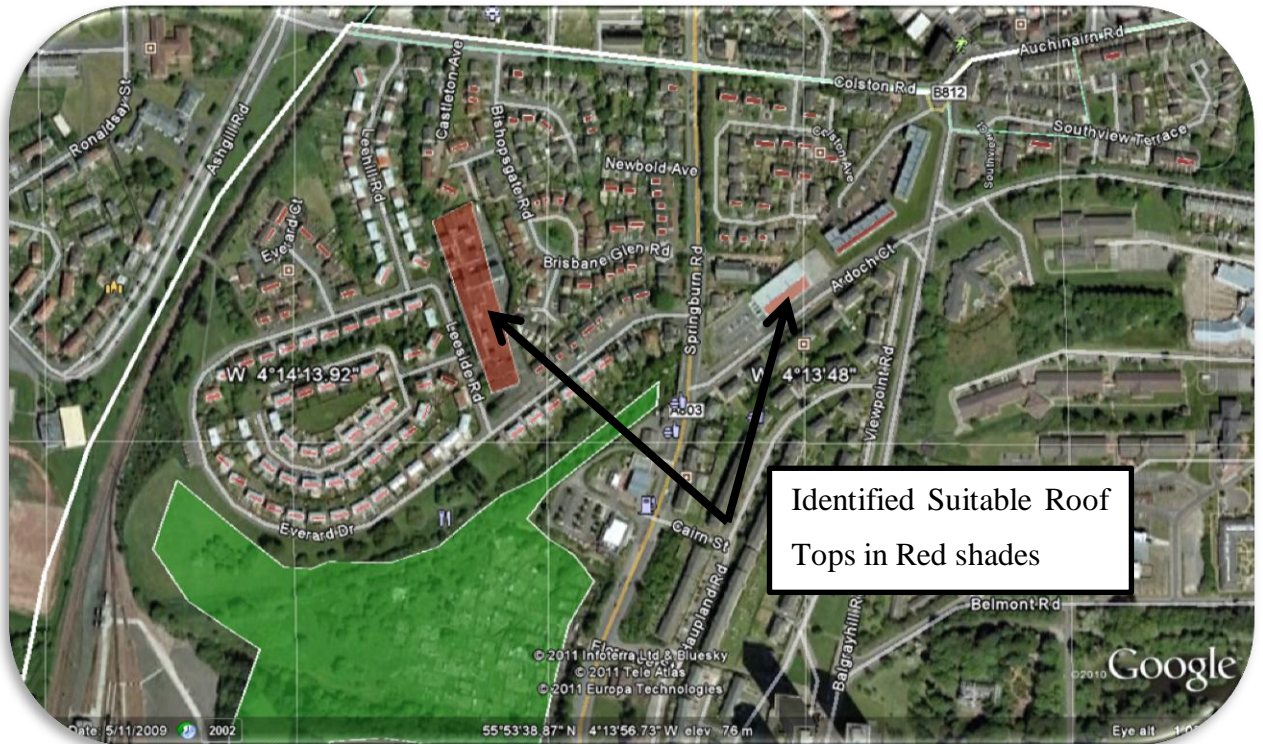 Auchinairn Rd
Colston Rd
B812
Ronaldsay St
Ashgill Rd
Castleton Ave
Leehill Rd
Bishopsgate Rd
Newbold Ave
Colston Ave
Southview Terrace
Everard Ct
Brisbane Glen Rd
Springburn Rd
Ardoch Ct
W 4°14'13.92"
Leeside Rd
W 4°13'48"
Viewpoint Rd
A803
Identified Suitable Roof
Tops in Red shades
Everard Dr
Cairn St
Belmont Rd
© 2011 Infoterra Ltd & Bluesky
© 2011 Tele Atlas
© 2011 Europa Technologies
©2010 Google
Date: 5/11/2009 2002
55°53'38.87" N 4°13'56.73" W elev 76 m
Eye alt